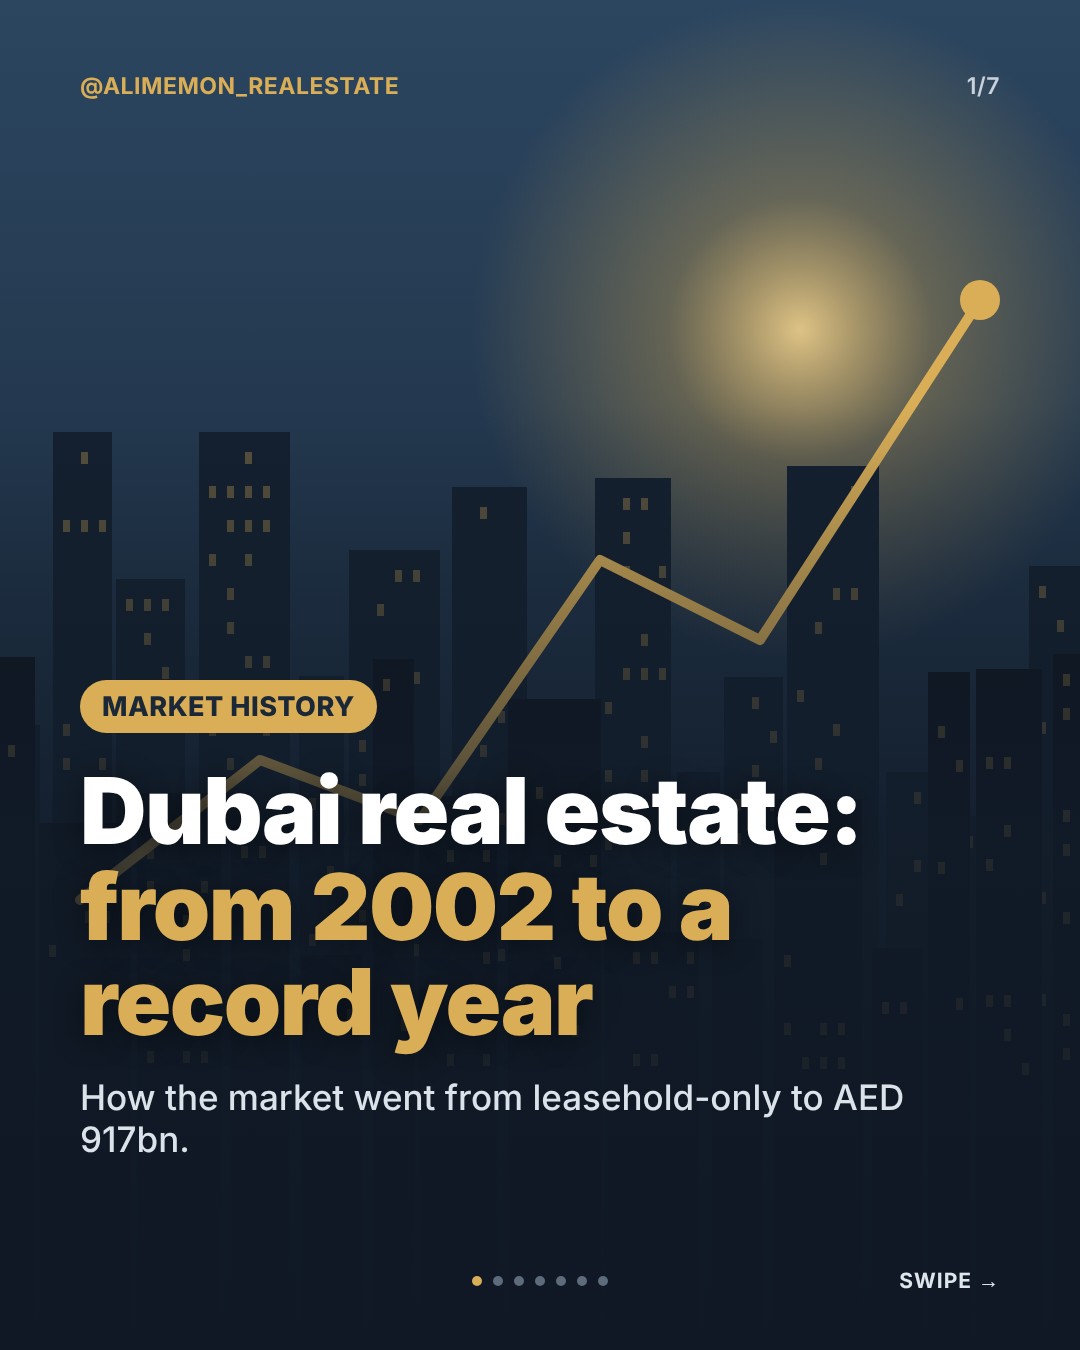 @ALIMEMON_REALESTATE
1/7
MARKET HISTORY
Dubai real estate:
from 2002 to a
record year
How the market went from leasehold-only to AED
917bn.
SWIPE →